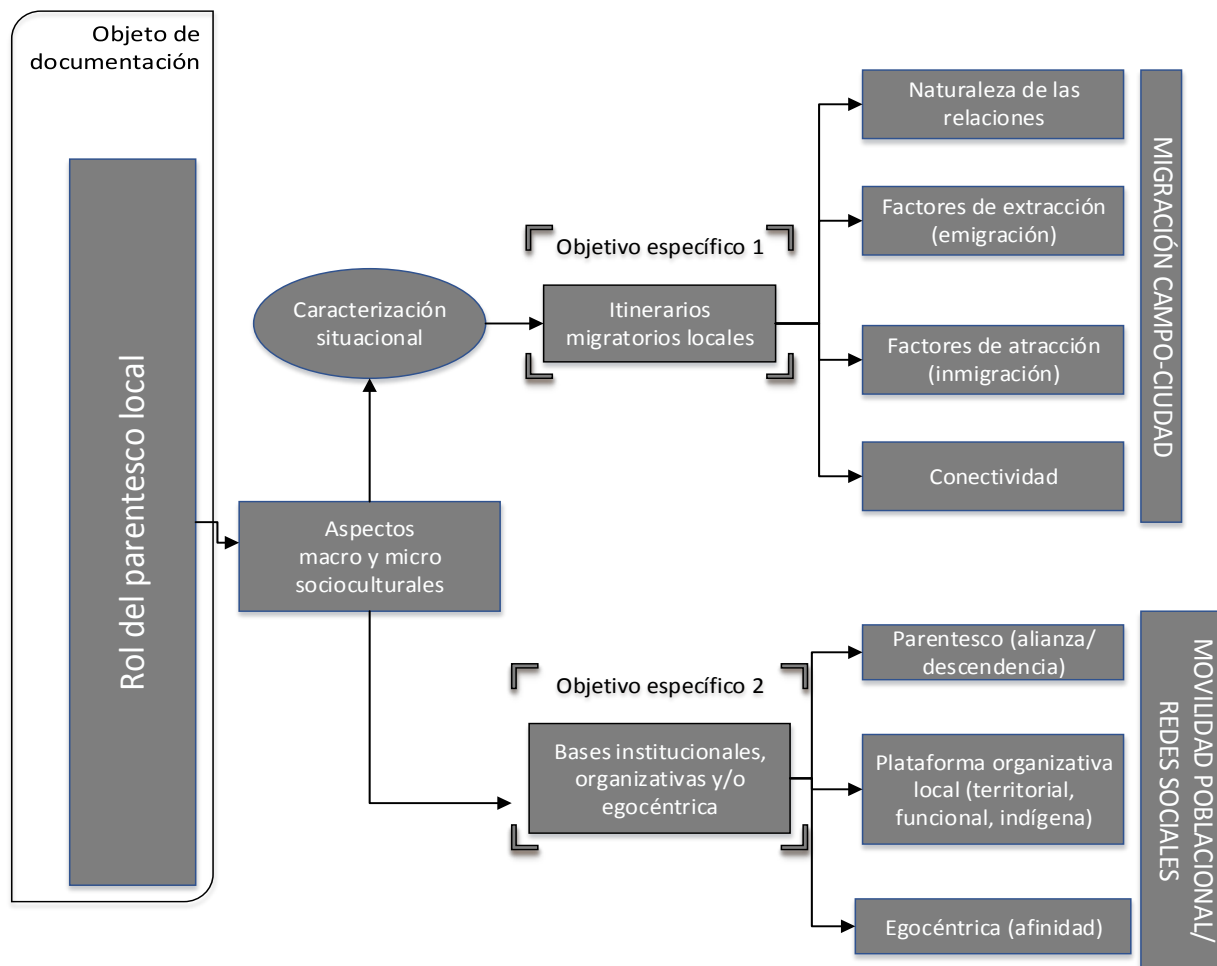 Objeto de
documentación
Rol del parentesco local
Aspectos
macro y micro
socioculturales
Caracterización
situacional
Objetivo específico 1
Itinerarios
migratorios locales
Naturaleza de las
relaciones
Factores de extracción
(emigración)
Factores de atracción
(inmigración)
Conectividad
MIGRACIÓN CAMPO-CIUDAD
Objetivo específico 2
Bases institucionales,
organizativas y/o
egocéntrica
Parentesco (alianza/
descendencia)
Plataforma organizativa
local (territorial,
funcional, indígena)
Egocéntrica (afinidad)
MOVILIDAD POBLACIONAL/
REDES SOCIALES